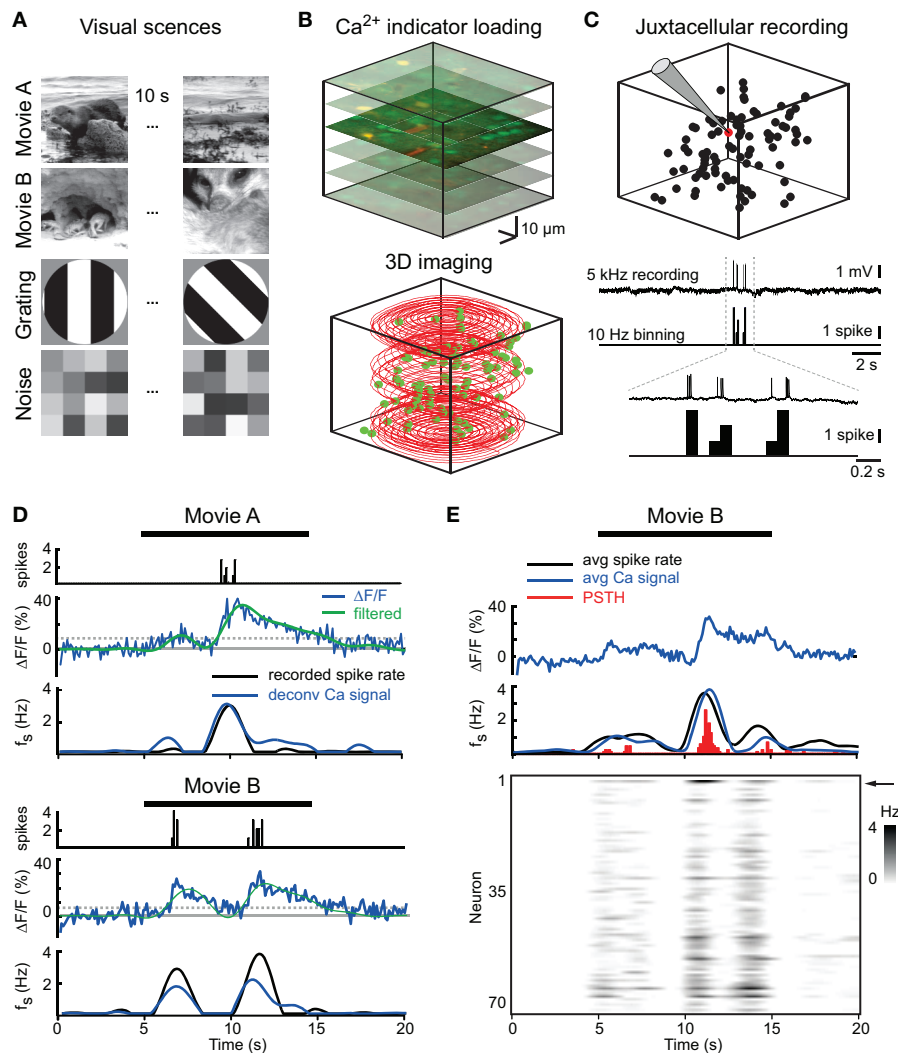 A
Visual scences
Movie A
10 s
...
Movie B
...
Grating
...
Noise
...
B
Ca2+ indicator loading
10 µm
3D imaging
C
Juxtacellular recording
5 kHz recording
1 mV
10 Hz binning
1 spike
2 s
1 spike
0.2 s
D
Movie A
spikes
4
2
ΔF/F (%)
40
0
ΔF/F
filtered
recorded spike rate
deconv Ca signal
fs (Hz)
4
2
0 5 10 15 20
Movie B
spikes
4
2
ΔF/F (%)
40
0
fs (Hz)
4
2
0 5 10 15 20
Time (s)
E
Movie B
avg spike rate
avg Ca signal
PSTH
ΔF/F (%)
40
0
fs (Hz)
4
2
1
35
70
Neuron
Hz
4
0
0 5 10 15 20
Time (s)